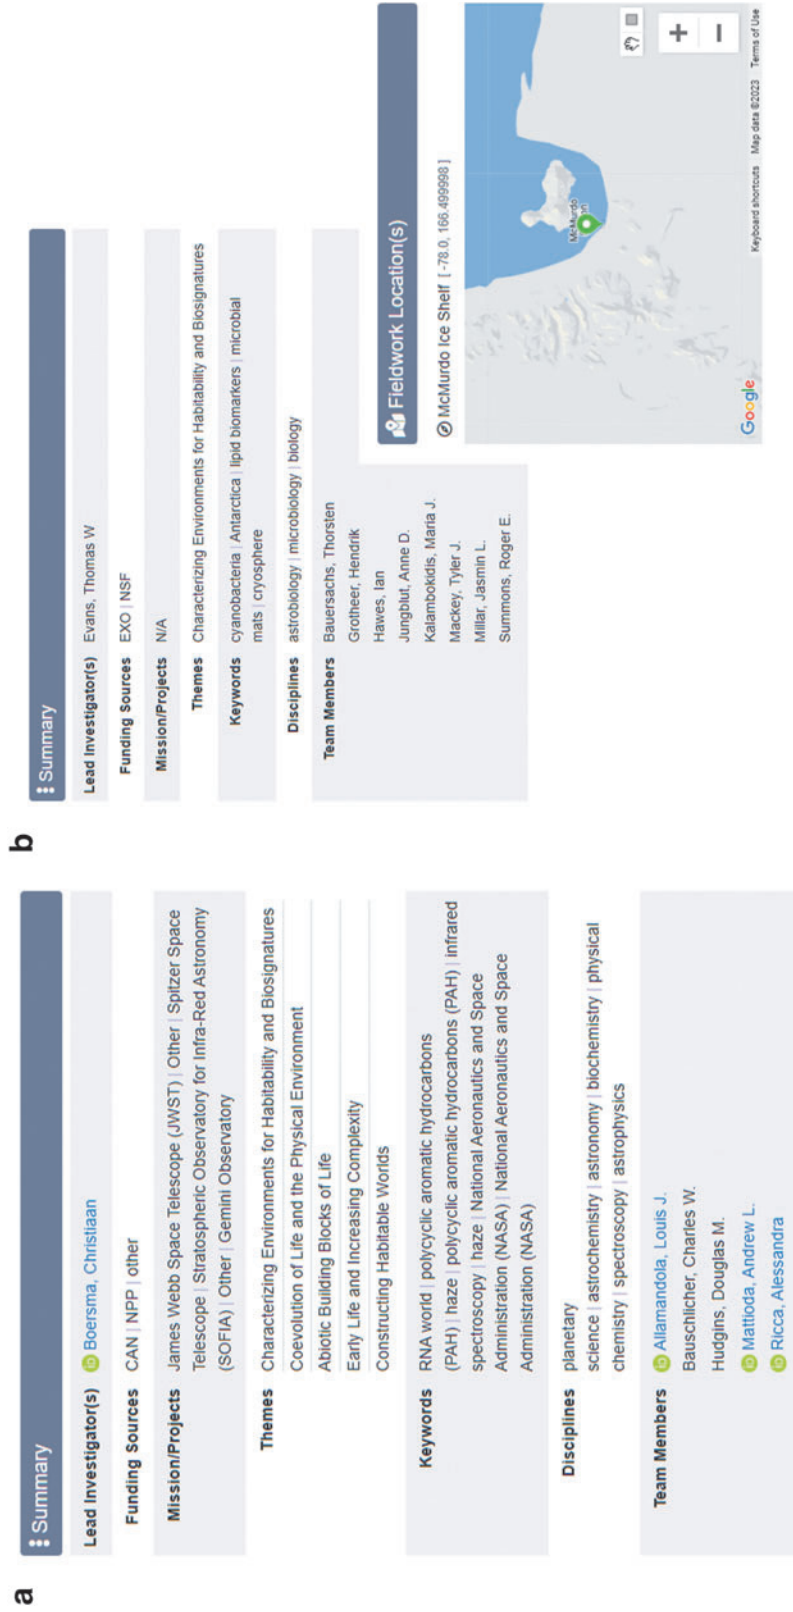 a
Summary
Lead Investigator(s) Boersma, Christiaan
Funding Sources CAN | NPP | other
Mission/Projects James Webb Space Telescope (JWST) | Other | Spitzer Space
Telescope | Stratospheric Observatory for Infra-Red Astronomy
(SOFIA) | Other | Gemini Observatory
Themes Characterizing Environments for Habitability and Biosignatures
Coevolution of Life and the Physical Environment
Abiotic Building Blocks of Life
Early Life and Increasing Complexity
Constructing Habitable Worlds
Keywords RNA world | polycyclic aromatic hydrocarbons
(PAH) | haze | polycyclic aromatic hydrocarbons (PAH) | infrared
spectroscopy | haze | National Aeronautics and Space
Administration (NASA) | National Aeronautics and Space
Administration (NASA)
Disciplines planetary
science | astrochemistry | astronomy | biochemistry | physical
chemistry | spectroscopy | astrophysics
Team Members Allamandola, Louis J.
Bauschlicher, Charles W.
Hudgins, Douglas M.
Mattioda, Andrew L.
Ricca, Alessandra
b
Summary
Lead Investigator(s) Evans, Thomas W
Funding Sources EXO | NSF
Mission/Projects N/A
Themes Characterizing Environments for Habitability and Biosignatures
Keywords cyanobacteria | Antarctica | lipid biomarkers | microbial
mats | cryosphere
Disciplines astrobiology | microbiology | biology
Team Members Bauersachs, Thorsten
Grotheer, Hendrik
Hawes, Ian
Jungblut, Anne D.
Kalambokidis, Maria J.
Mackey, Tyler J.
Millar, Jasmin L.
Summons, Roger E.
Fieldwork Location(s)
McMurdo Ice Shelf [ -78.0, 166.499998 ]
McMurdo
Google
Keyboard shortcuts Map data ©2023 Terms of Use